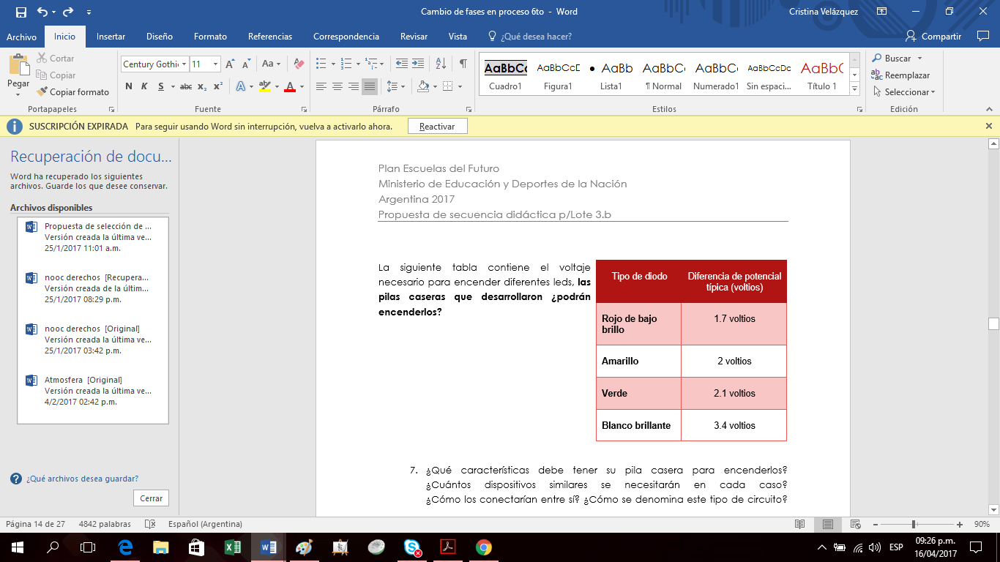 Cambio de fases en proceso 6to - Word
Cristina Velázquez
Archivo Inicio Insertar Diseño Formato Referencias Correspondencia Revisar Vista ¿Qué desea hacer? Compartir
Pegar
Cortar
Copiar
Copiar formato
Portapapeles
Century Gothi 11
Aa
N K S abc x₂ x²
A A
Fuente
Párrafo
AaBbCc AaBbCcD AaBb AaBbC AaBbC AaBbCcDc AaBbC
Cuadro1 Figura1 Lista1 ¶ Normal Numerado1 Sin espaci... Título 1
Estilos
Buscar
Reemplazar
Seleccionar
Edición
SUSCRIPCIÓN EXPIRADA Para seguir usando Word sin interrupción, vuelva a activarlo ahora. Reactivar
Recuperación de docu...
Word ha recuperado los siguientes
archivos. Guarde los que desee conservar.
Archivos disponibles
Propuesta de selección de ...
Versión creada la última ve...
25/1/2017 11:01 a.m.
nooc derechos [Recupera...
Versión creada de la últim...
25/1/2017 08:29 p.m.
nooc derechos [Original]
Versión creada la última ve...
25/1/2017 03:42 p.m.
Atmosfera [Original]
Versión creada la última ve...
4/2/2017 02:42 p.m.
¿Qué archivos desea guardar?
Cerrar
Plan Escuelas del Futuro
Ministerio de Educación y Deportes de la Nación
Argentina 2017
Propuesta de secuencia didáctica p/Lote 3.b
La siguiente tabla contiene el voltaje
necesario para encender diferentes leds, las
pilas caseras que desarrollaron ¿podrán
encenderlos?
Tipo de diodo
Diferencia de potencial
típica (voltios)
Rojo de bajo
brillo
1.7 voltios
Amarillo
2 voltios
Verde
2.1 voltios
Blanco brillante
3.4 voltios
7. ¿Qué características debe tener su pila casera para encenderlos?
¿Cuántos dispositivos similares se necesitarán en cada caso?
¿Cómo los conectarían entre sí? ¿Cómo se denomina este tipo de circuito?
Página 14 de 27 4842 palabras Español (Argentina) 90%
ESP
09:26 p.m.
16/04/2017